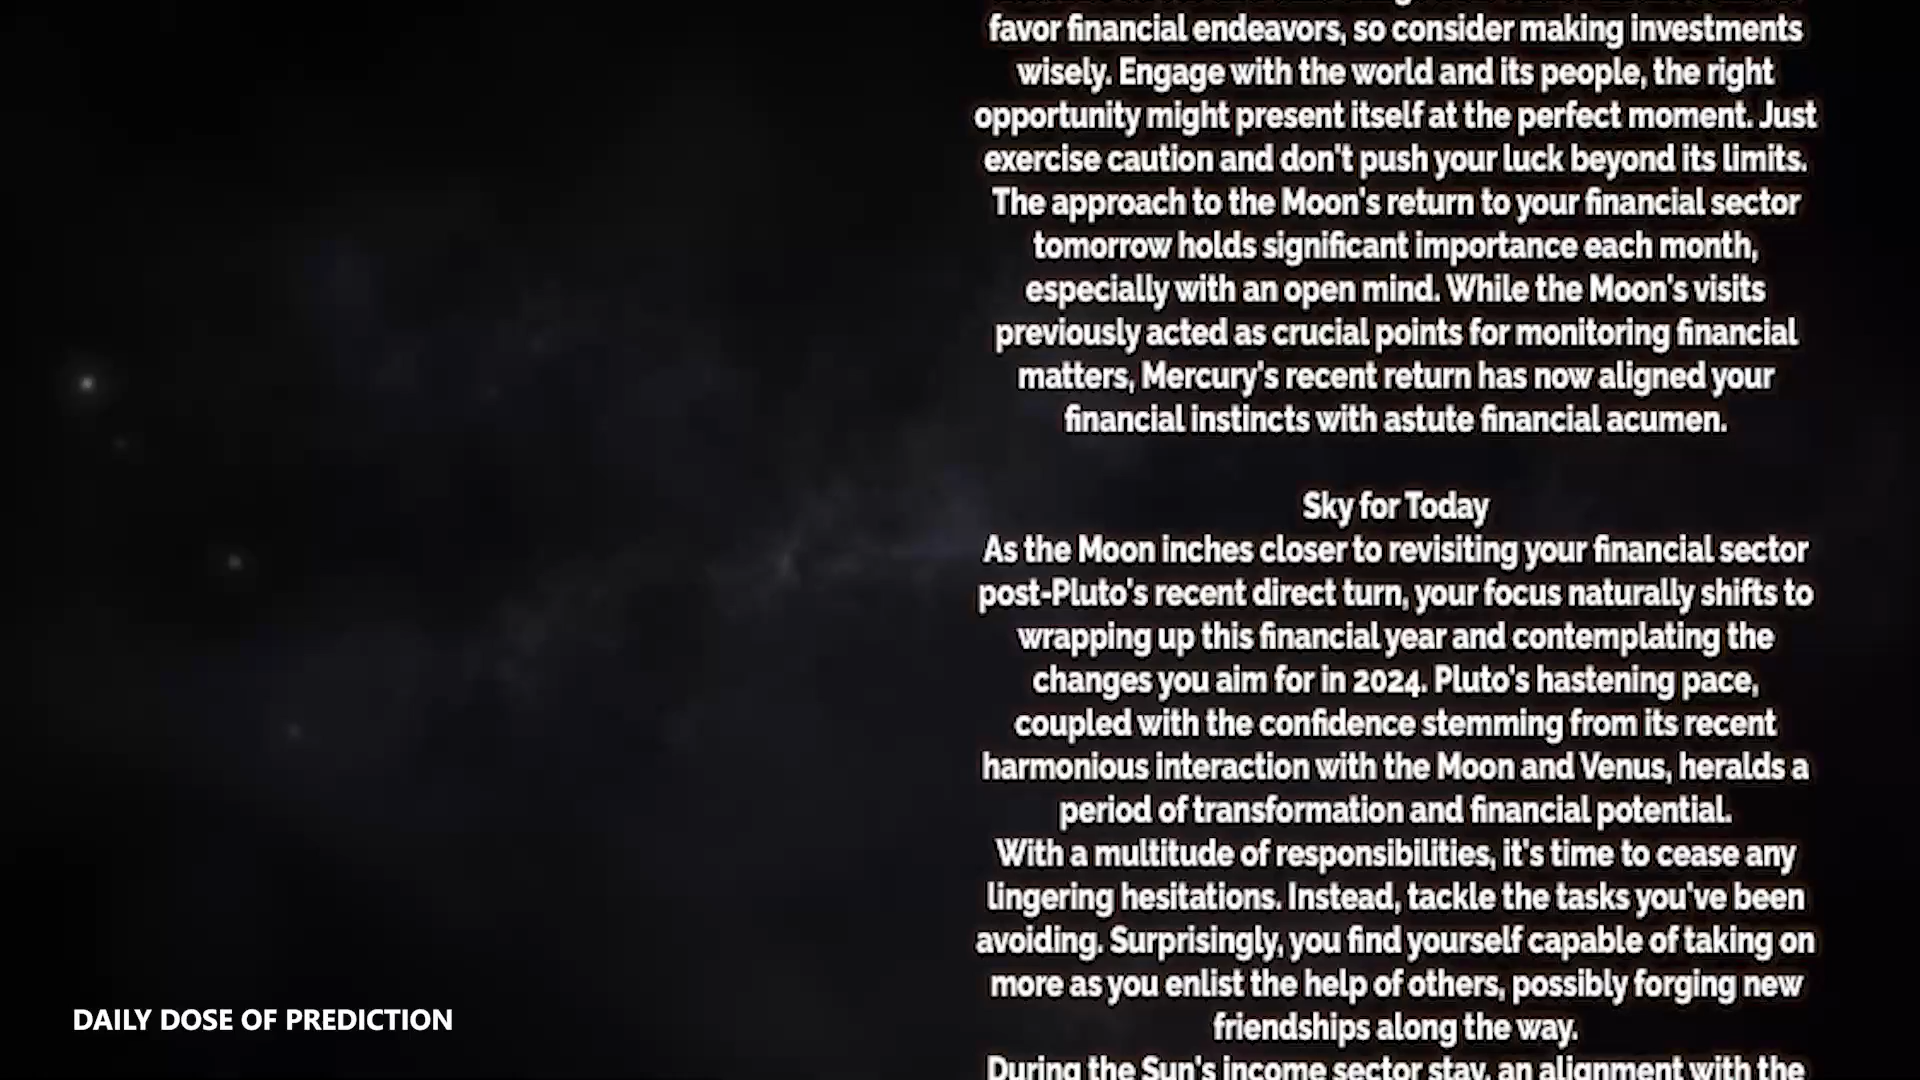 favor financial endeavors, so consider making investments
wisely. Engage with the world and its people, the right
opportunity might present itself at the perfect moment. Just
exercise caution and don't push your luck beyond its limits.
The approach to the Moon's return to your financial sector
tomorrow holds significant importance each month,
especially with an open mind. While the Moon's visits
previously acted as crucial points for monitoring financial
matters, Mercury's recent return has now aligned your
financial instincts with astute financial acumen.
Sky for Today
As the Moon inches closer to revisiting your financial sector
post-Pluto's recent direct turn, your focus naturally shifts to
wrapping up this financial year and contemplating the
changes you aim for in 2024. Pluto's hastening pace,
coupled with the confidence stemming from its recent
harmonious interaction with the Moon and Venus, heralds a
period of transformation and financial potential.
With a multitude of responsibilities, it's time to cease any
lingering hesitations. Instead, tackle the tasks you've been
avoiding. Surprisingly, you find yourself capable of taking on
more as you enlist the help of others, possibly forging new
friendships along the way.
During the Sun's income sector stay, an alignment with the
DAILY DOSE OF PREDICTION